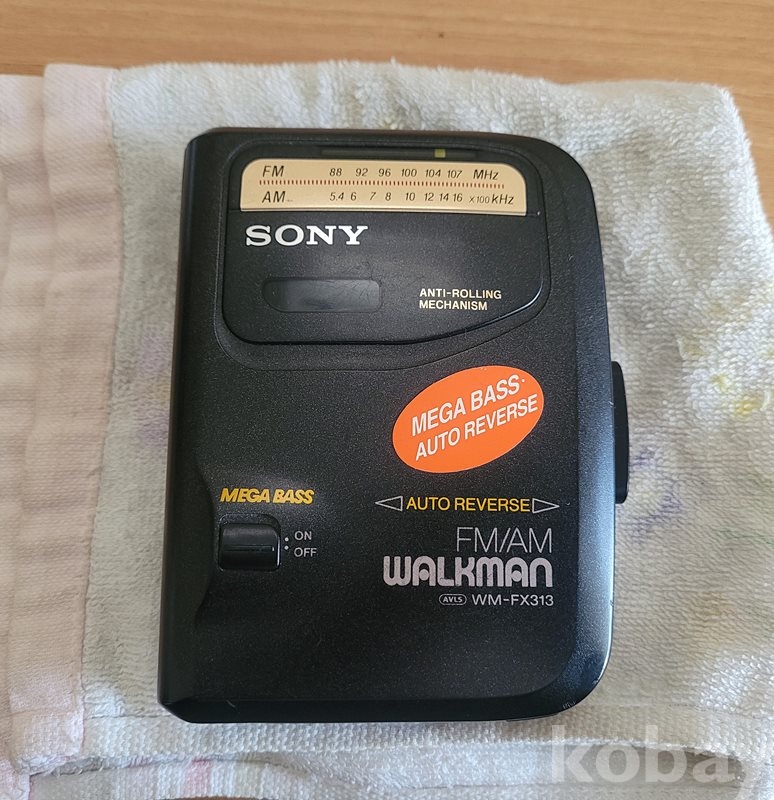 FM 88 92 96 100 104 107 MHz
AM 5.4 6 7 8 10 12 14 16 x100 kHz
SONY
ANTI-ROLLING
MECHANISM
MEGA BASS·
AUTO REVERSE
MEGA BASS
ON
OFF
AUTO REVERSE
FM/AM
WALKMAN
AVLS WM-FX313
koba